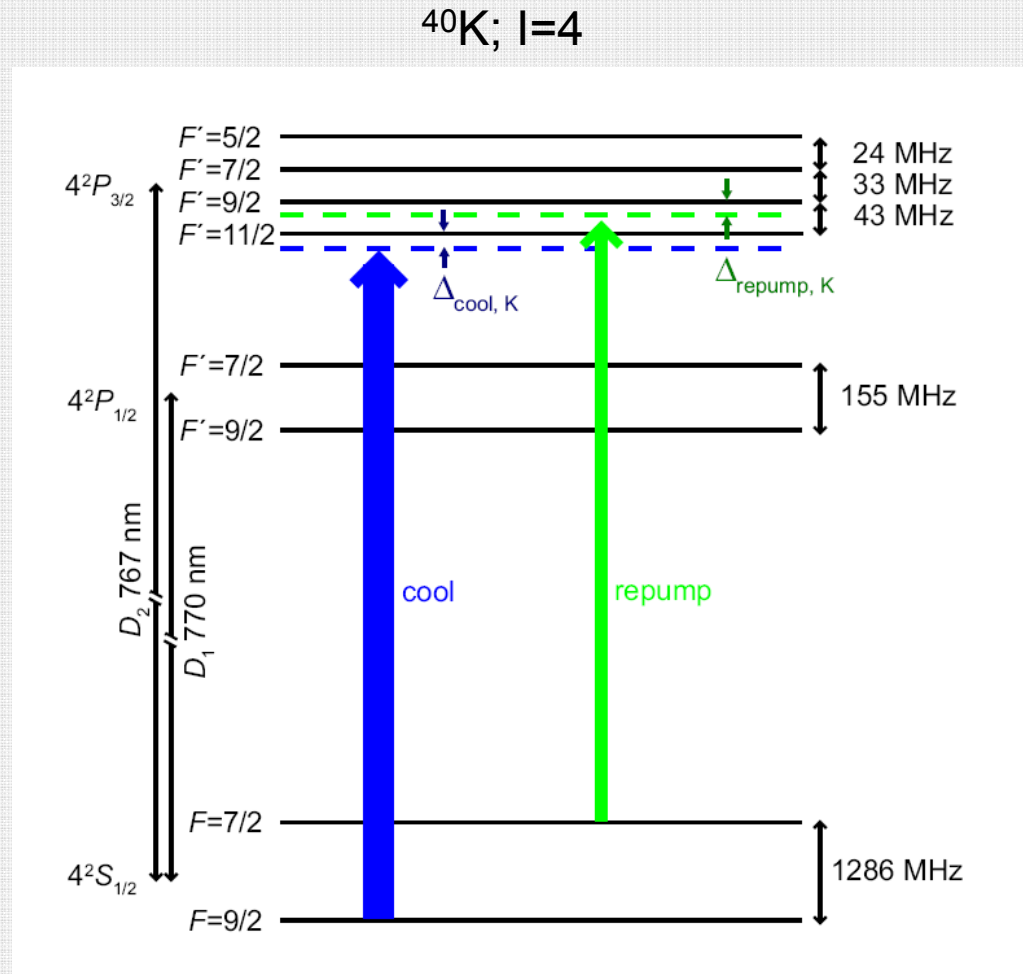 ⁴⁰K; I=4
F´=5/2
24 MHz
F´=7/2
4²P₃/₂
33 MHz
F´=9/2
43 MHz
F´=11/2
Δcool, K
Δrepump, K
F´=7/2
4²P₁/₂
155 MHz
F´=9/2
D₂ 767 nm
D₁ 770 nm
cool
repump
F=7/2
4²S₁/₂
1286 MHz
F=9/2